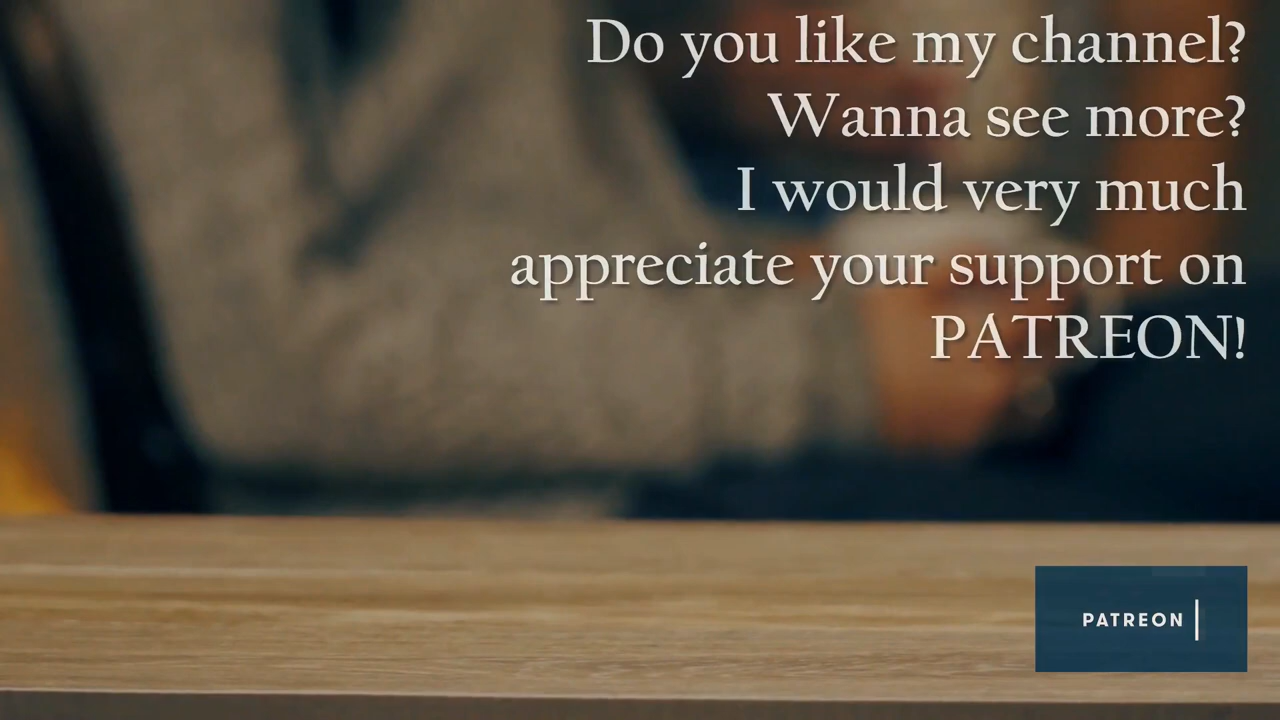 Do you like my channel?
Wanna see more?
I would very much
appreciate your support on
PATREON!
PATREON